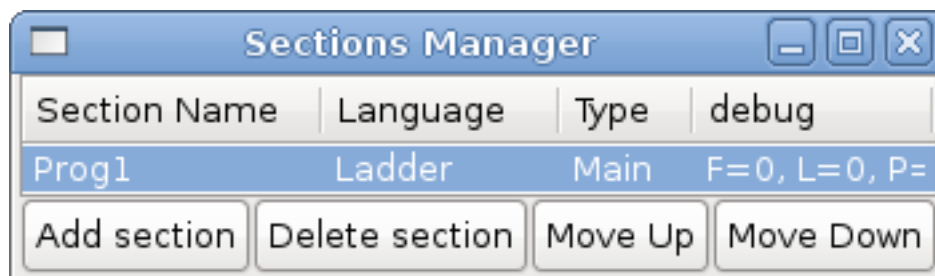 Sections Manager
Section Name Language Type debug
Prog1 Ladder Main F=0, L=0, P=
Add section Delete section Move Up Move Down